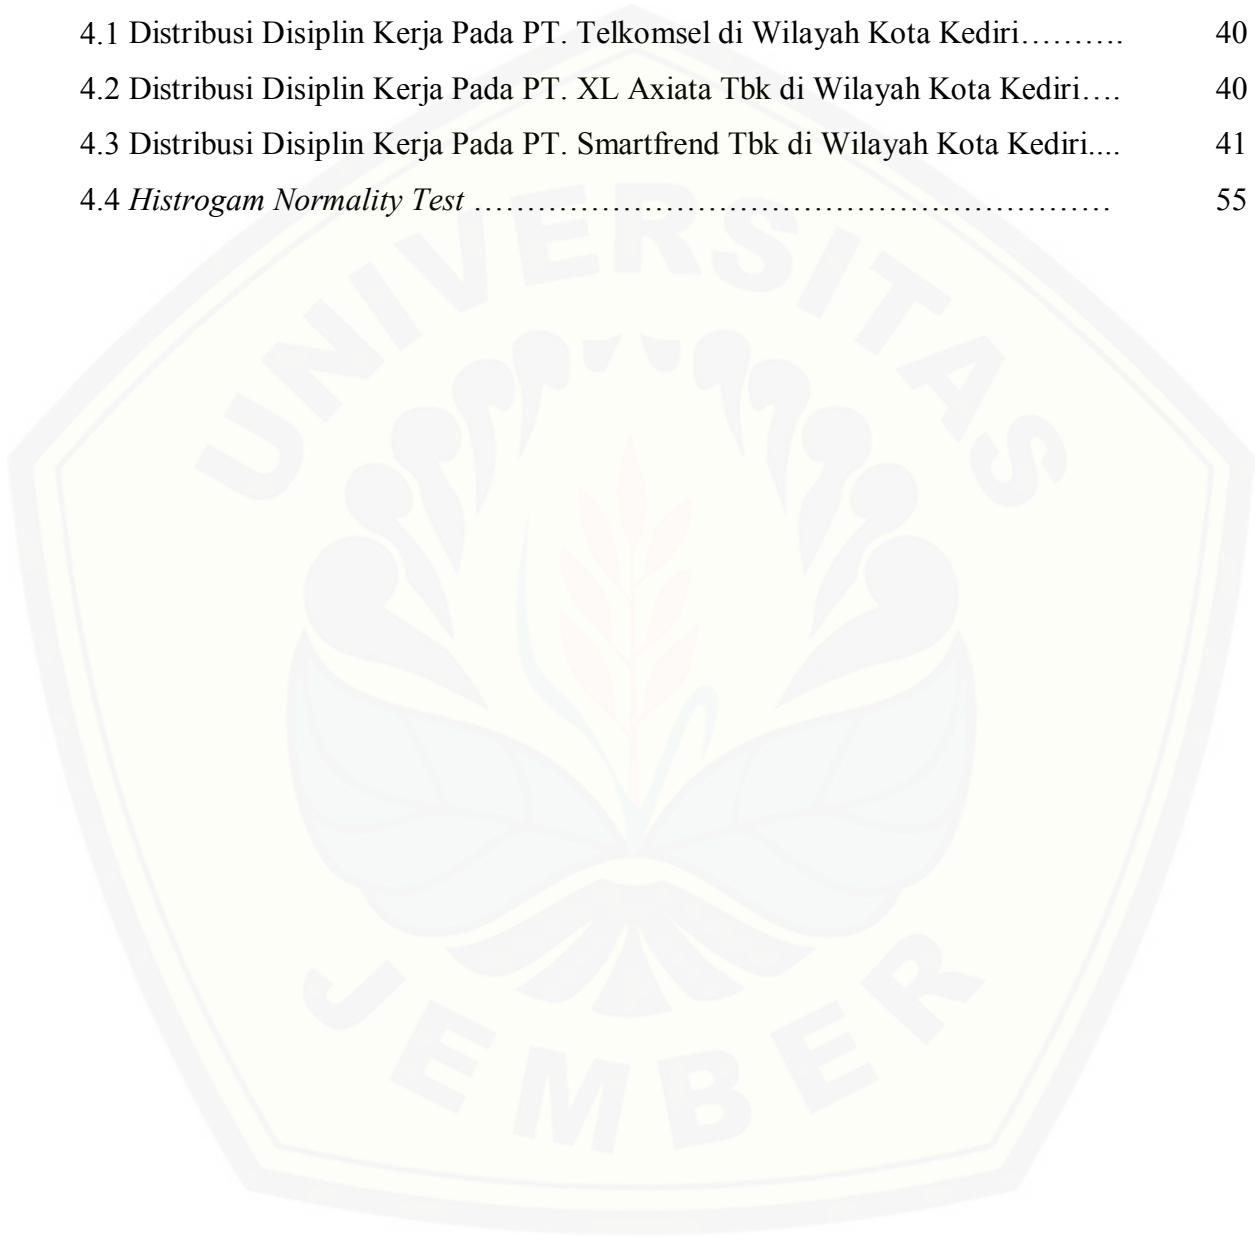 4.1 Distribusi Disiplin Kerja Pada PT. Telkomsel di Wilayah Kota Kediri………. 40
4.2 Distribusi Disiplin Kerja Pada PT. XL Axiata Tbk di Wilayah Kota Kediri…. 40
4.3 Distribusi Disiplin Kerja Pada PT. Smartfrend Tbk di Wilayah Kota Kediri.... 41
4.4 Histrogam Normality Test …………………………………………………………… 55
UNIVERSITAS
JEMBER